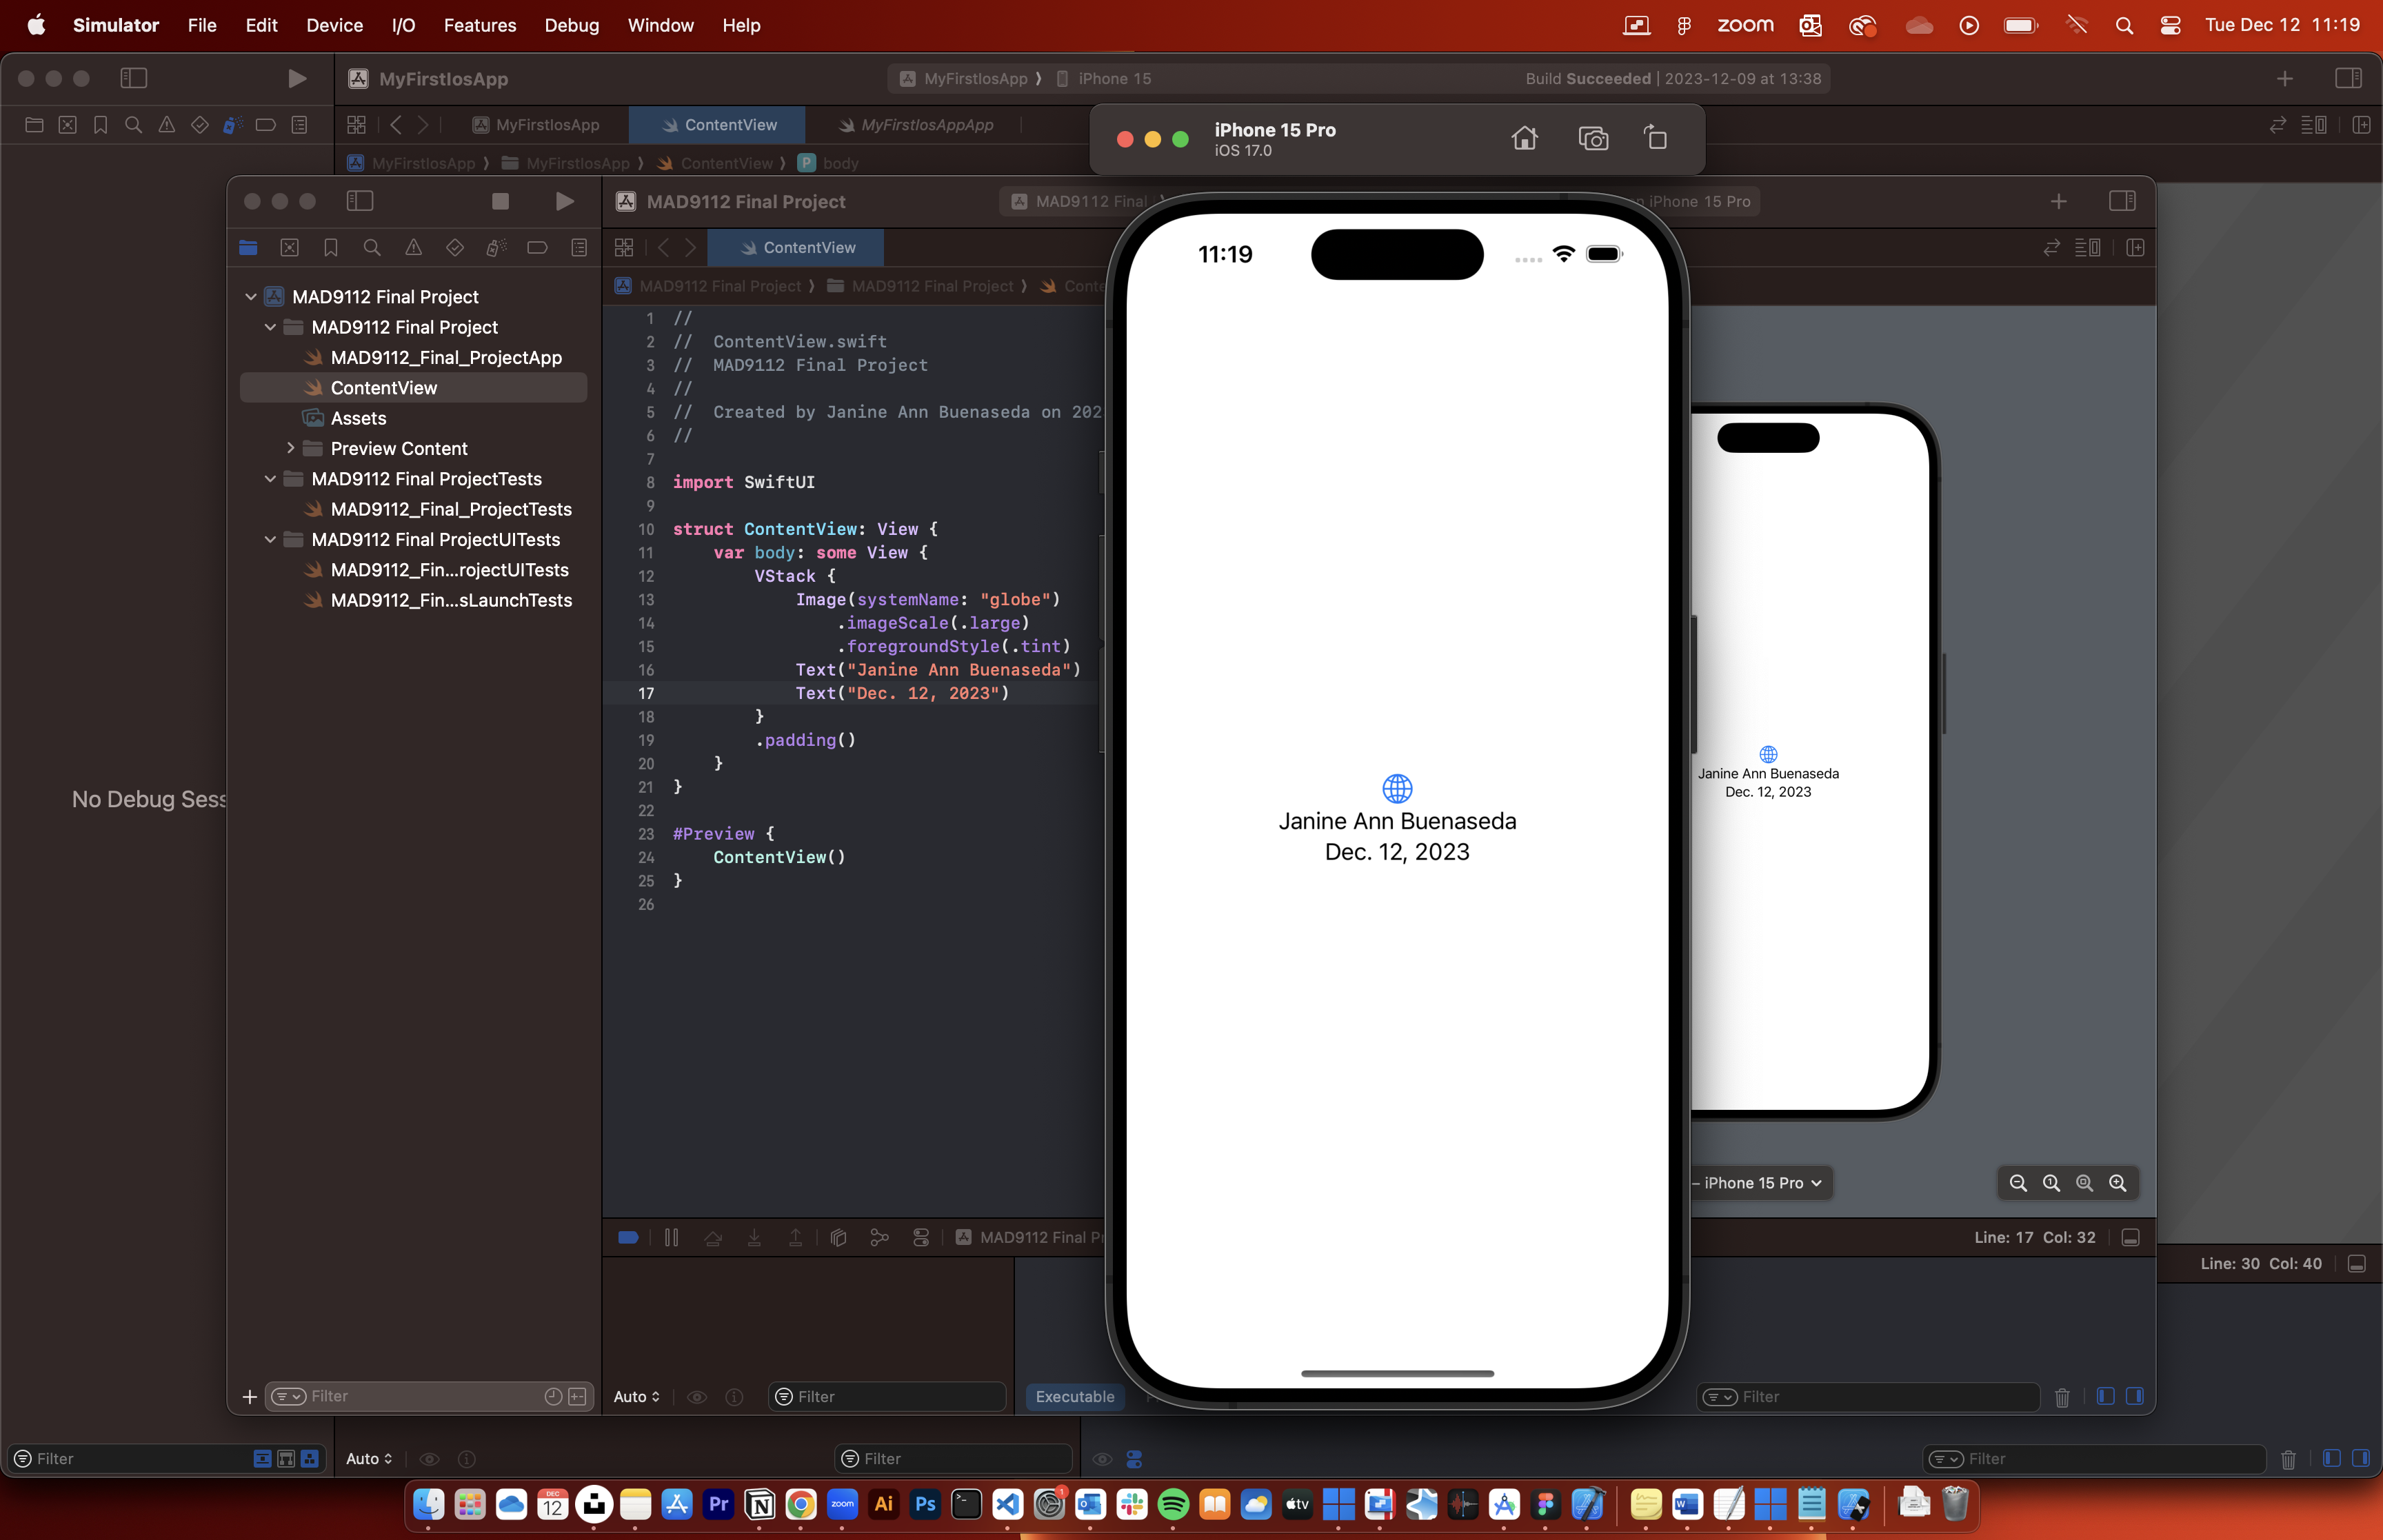 Simulator File Edit Device I/O Features Debug Window Help
zoom
Tue Dec 12 11:19
MyFirstIosApp
MyFirstIosApp ⟩ iPhone 15
Build Succeeded | 2023-12-09 at 13:38
MyFirstIosApp
ContentView
MyFirstIosAppApp
MyFirstIosApp ⟩ MyFirstIosApp ⟩ ContentView ⟩ P body
iPhone 15 Pro
iOS 17.0
MAD9112 Final Project
MAD9112 Final
iPhone 15 Pro
ContentView
MAD9112 Final Project ⟩ MAD9112 Final Project ⟩ Conte
MAD9112 Final Project
MAD9112 Final Project
MAD9112_Final_ProjectApp
ContentView
Assets
Preview Content
MAD9112 Final ProjectTests
MAD9112_Final_ProjectTests
MAD9112 Final ProjectUITests
MAD9112_Fin...rojectUITests
MAD9112_Fin...sLaunchTests
No Debug Sess
1 //
2 // ContentView.swift
3 // MAD9112 Final Project
4 //
5 // Created by Janine Ann Buenaseda on 202
6 //
7
8 import SwiftUI
9
10 struct ContentView: View {
11 var body: some View {
12 VStack {
13 Image(systemName: "globe")
14 .imageScale(.large)
15 .foregroundStyle(.tint)
16 Text("Janine Ann Buenaseda")
17 Text("Dec. 12, 2023")
18 }
19 .padding()
20 }
21 }
22
23 #Preview {
24 ContentView()
25 }
26
11:19
Janine Ann Buenaseda
Dec. 12, 2023
Janine Ann Buenaseda
Dec. 12, 2023
– iPhone 15 Pro
MAD9112 Final Pr
Line: 17 Col: 32
Line: 30 Col: 40
Filter
Auto
Filter
Executable
Filter
Filter
Auto
Filter
Filter
DEC
12
Pr
N
zoom
Ai
Ps
1
tv
W